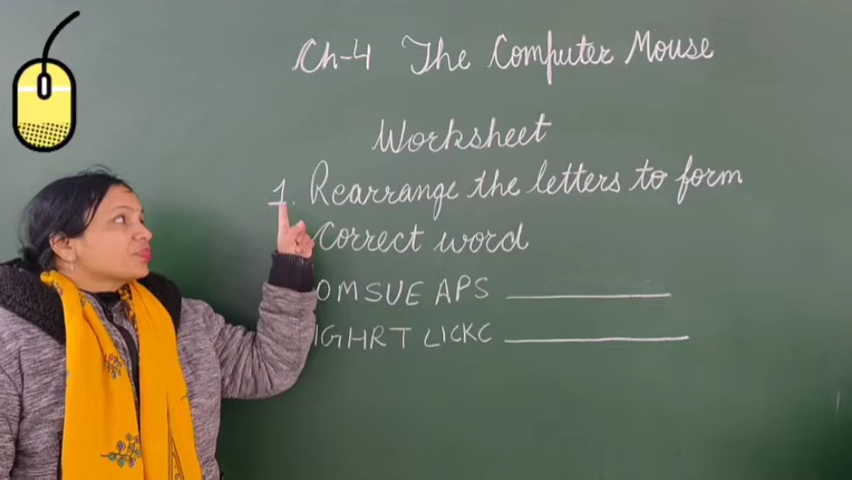 Ch-4 The Computer Mouse
Worksheet
1. Rearrange the letters to form
Correct word
OMSUE APS
IGHRT LICKC